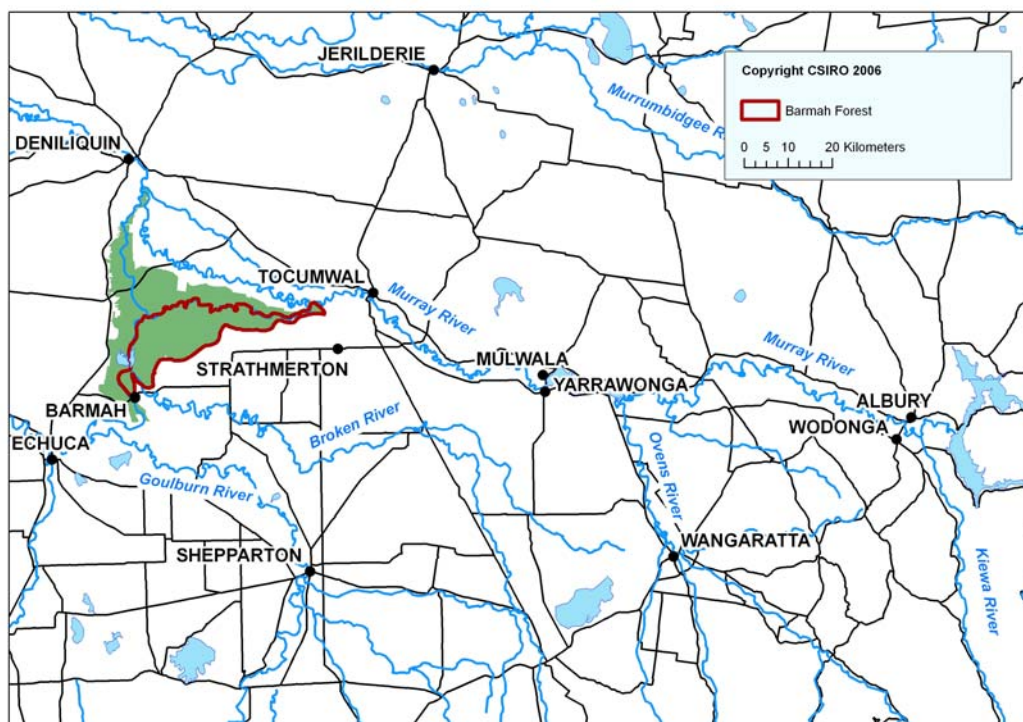 JERILDERIE
Copyright CSIRO 2006
Barmah Forest
0 5 10 20 Kilometers
Murrumbidgee
DENILIQUIN
TOCUMWAL
Murray River
STRATHMERTON
MULWALA
YARRAWONGA
Murray River
ALBURY
WODONGA
BARMAH
ECHUCA
Broken River
Goulburn River
Ovens River
SHEPPARTON
WANGARATTA
Kiewa River